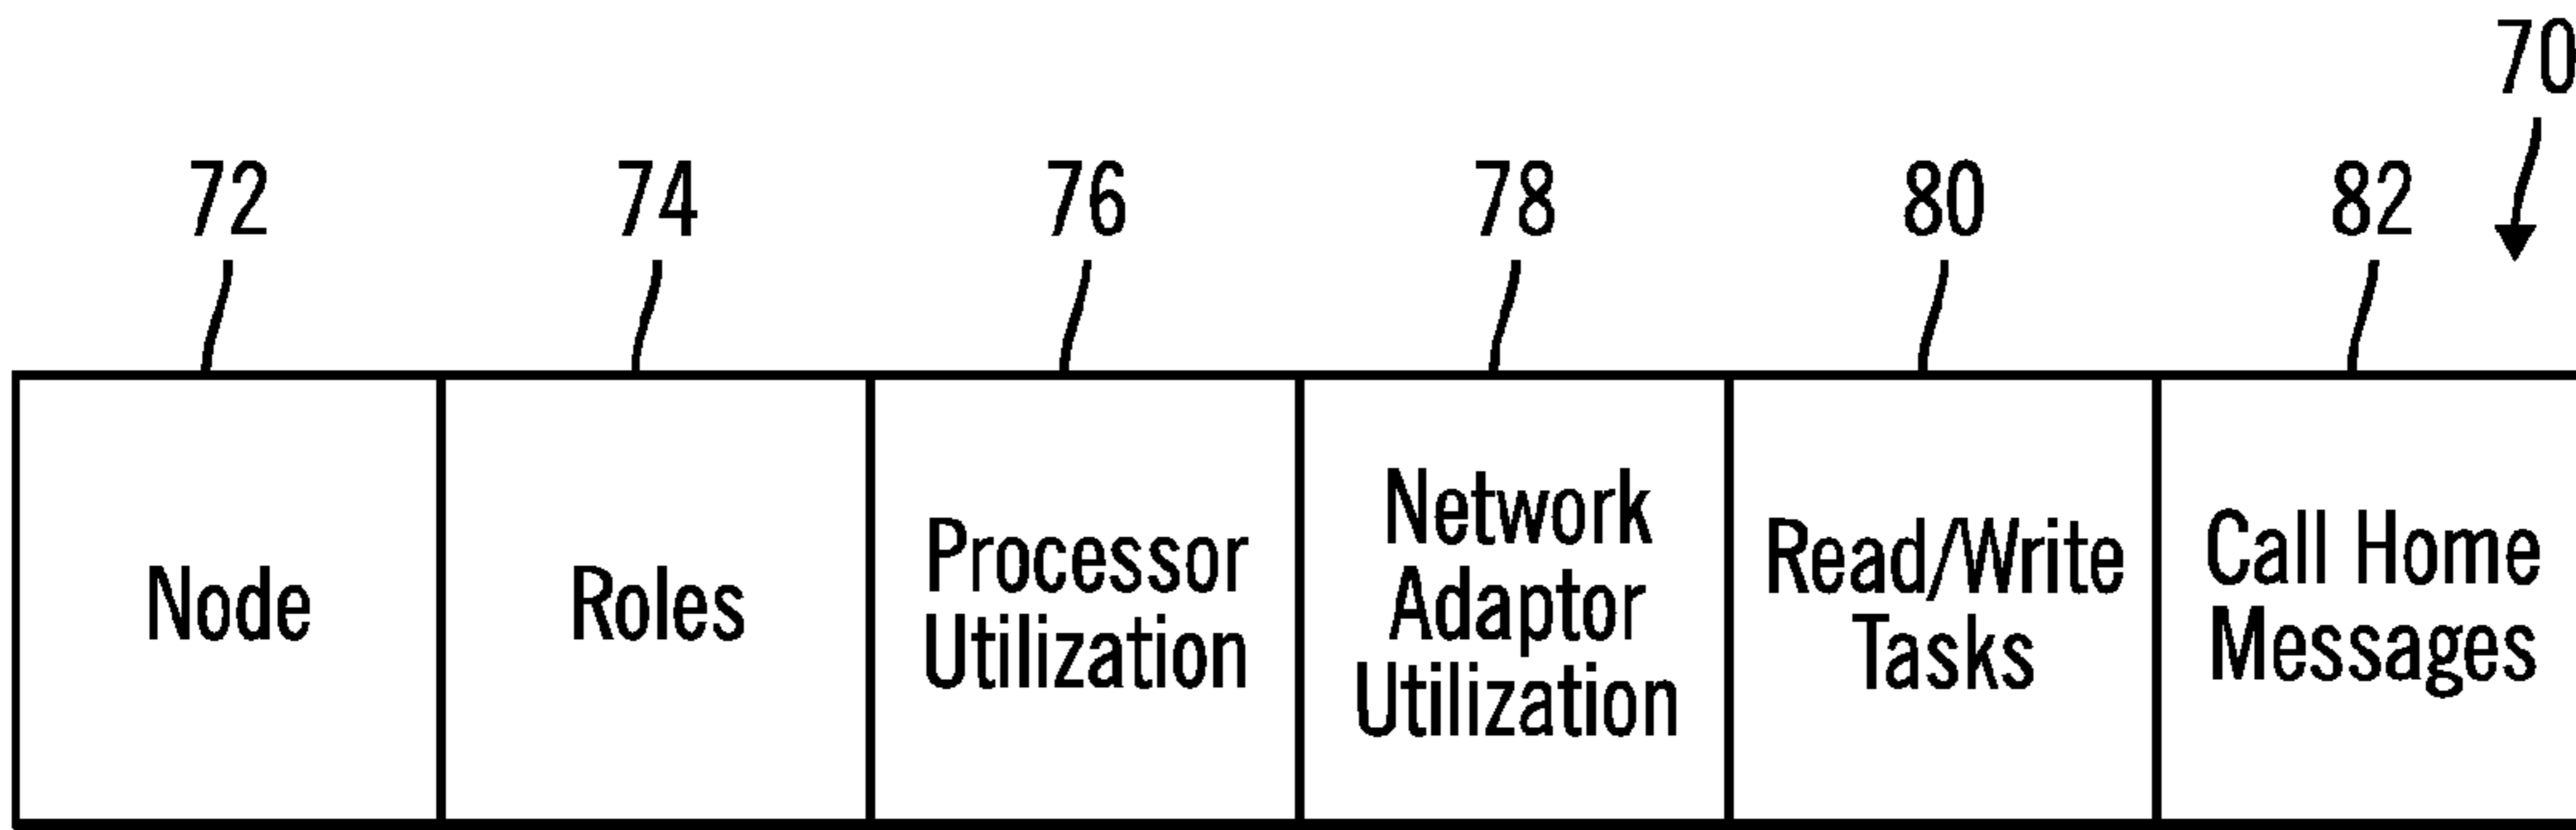 70
72 74 76 78 80 82
Node
Roles
Processor
Utilization
Network
Adaptor
Utilization
Read/Write
Tasks
Call Home
Messages